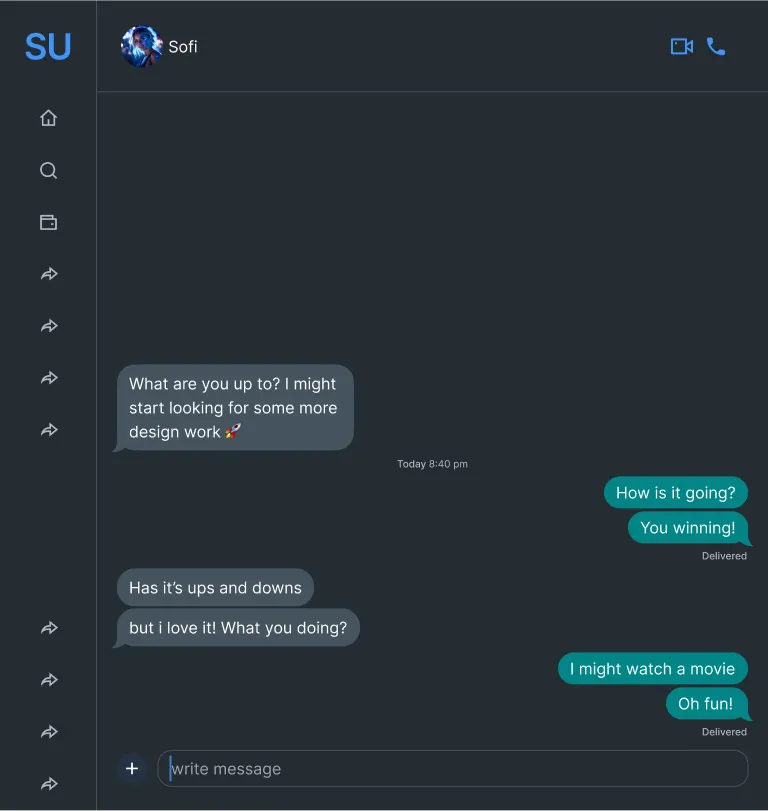 SU
Sofi
What are you up to? I might
start looking for some more
design work 🚀
Today 8:40 pm
How is it going?
You winning!
Delivered
Has it’s ups and downs
but i love it! What you doing?
I might watch a movie
Oh fun!
Delivered
write message